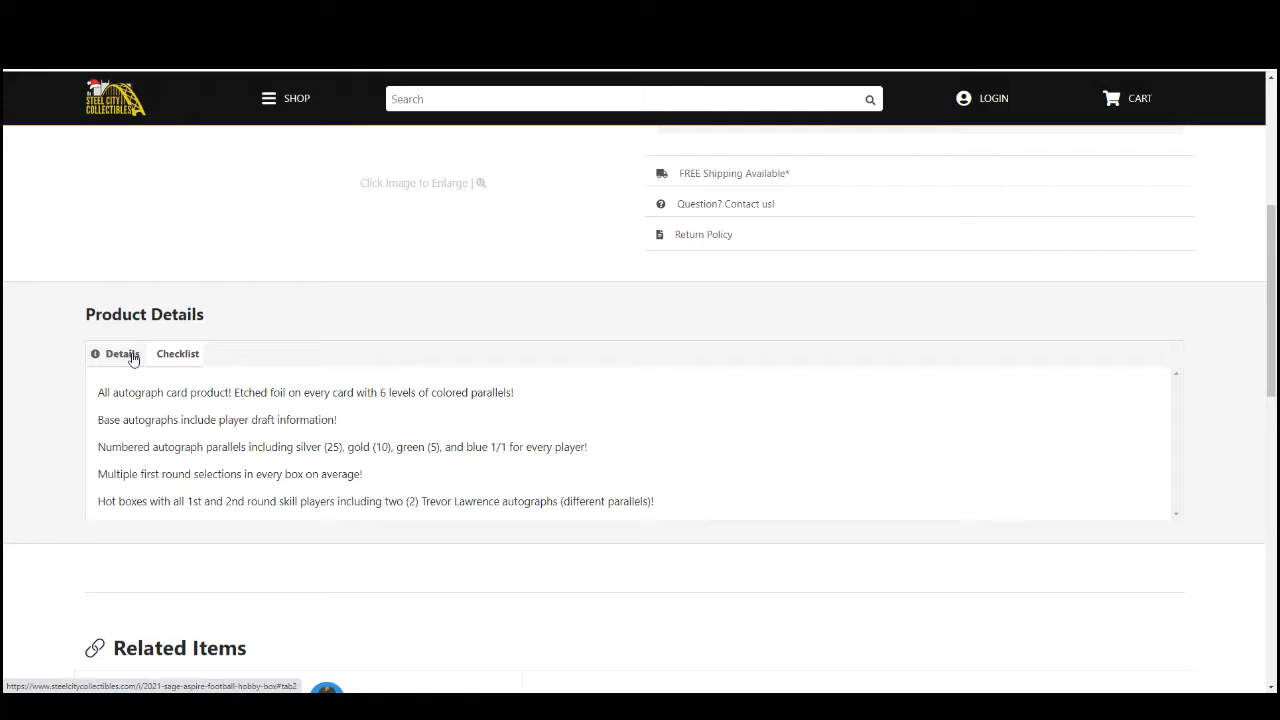 STEEL CITY
COLLECTIBLES
SHOP
Search
LOGIN
CART
Click Image to Enlarge |
FREE Shipping Available*
Question? Contact us!
Return Policy
Product Details
Details
Checklist
All autograph card product! Etched foil on every card with 6 levels of colored parallels!
Base autographs include player draft information!
Numbered autograph parallels including silver (25), gold (10), green (5), and blue 1/1 for every player!
Multiple first round selections in every box on average!
Hot boxes with all 1st and 2nd round skill players including two (2) Trevor Lawrence autographs (different parallels)!
Related Items
https://www.steelcitycollectibles.com/i/2021-sage-aspire-football-hobby-box#tab2